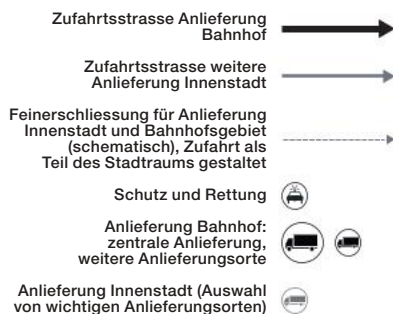 Zufahrtsstrasse Anlieferung
Bahnhof
Zufahrtsstrasse weitere
Anlieferung Innenstadt
Feinerschliessung für Anlieferung
Innenstadt und Bahnhofsgebiet
(schematisch), Zufahrt als
Teil des Stadtraums gestaltet
Schutz und Rettung
Anlieferung Bahnhof:
zentrale Anlieferung,
weitere Anlieferungsorte
Anlieferung Innenstadt (Auswahl
von wichtigen Anlieferungsorten)